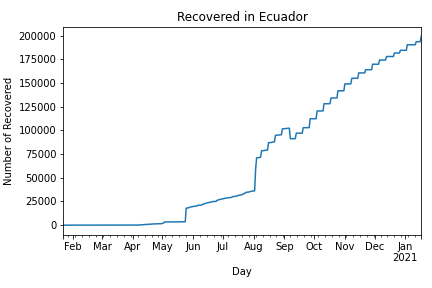 Recovered in Ecuador
200000
175000
150000
125000
100000
75000
50000
25000
0
Number of Recovered
Feb Mar Apr May Jun Jul Aug Sep Oct Nov Dec Jan
2021
Day